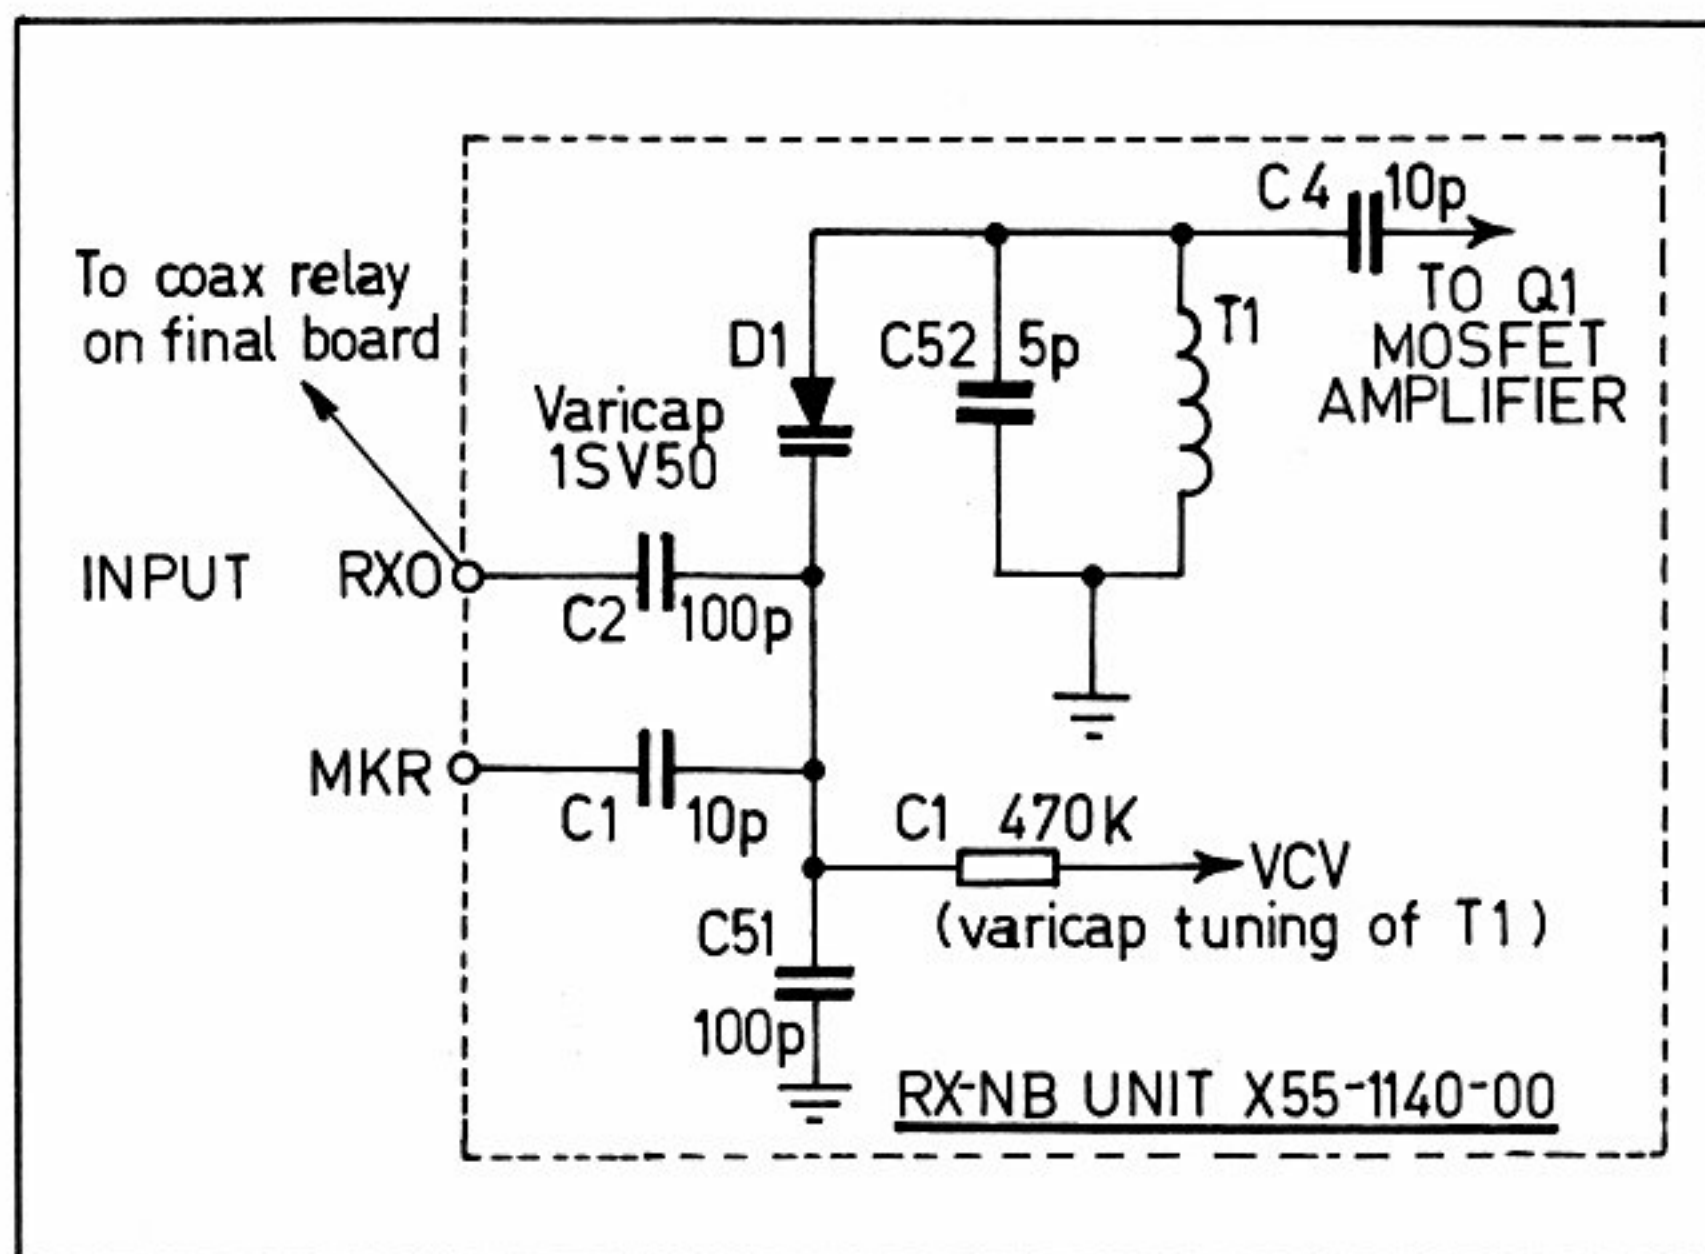 C4 10p
To coax relay
on final board
TO Q1
MOSFET
AMPLIFIER
D1
C52 5p
T1
Varicap
1SV50
INPUT RXO
C2 100p
MKR
C1 10p
C1 470K
VCV
(varicap tuning of T1)
C51
100p
RX-NB UNIT X55-1140-00